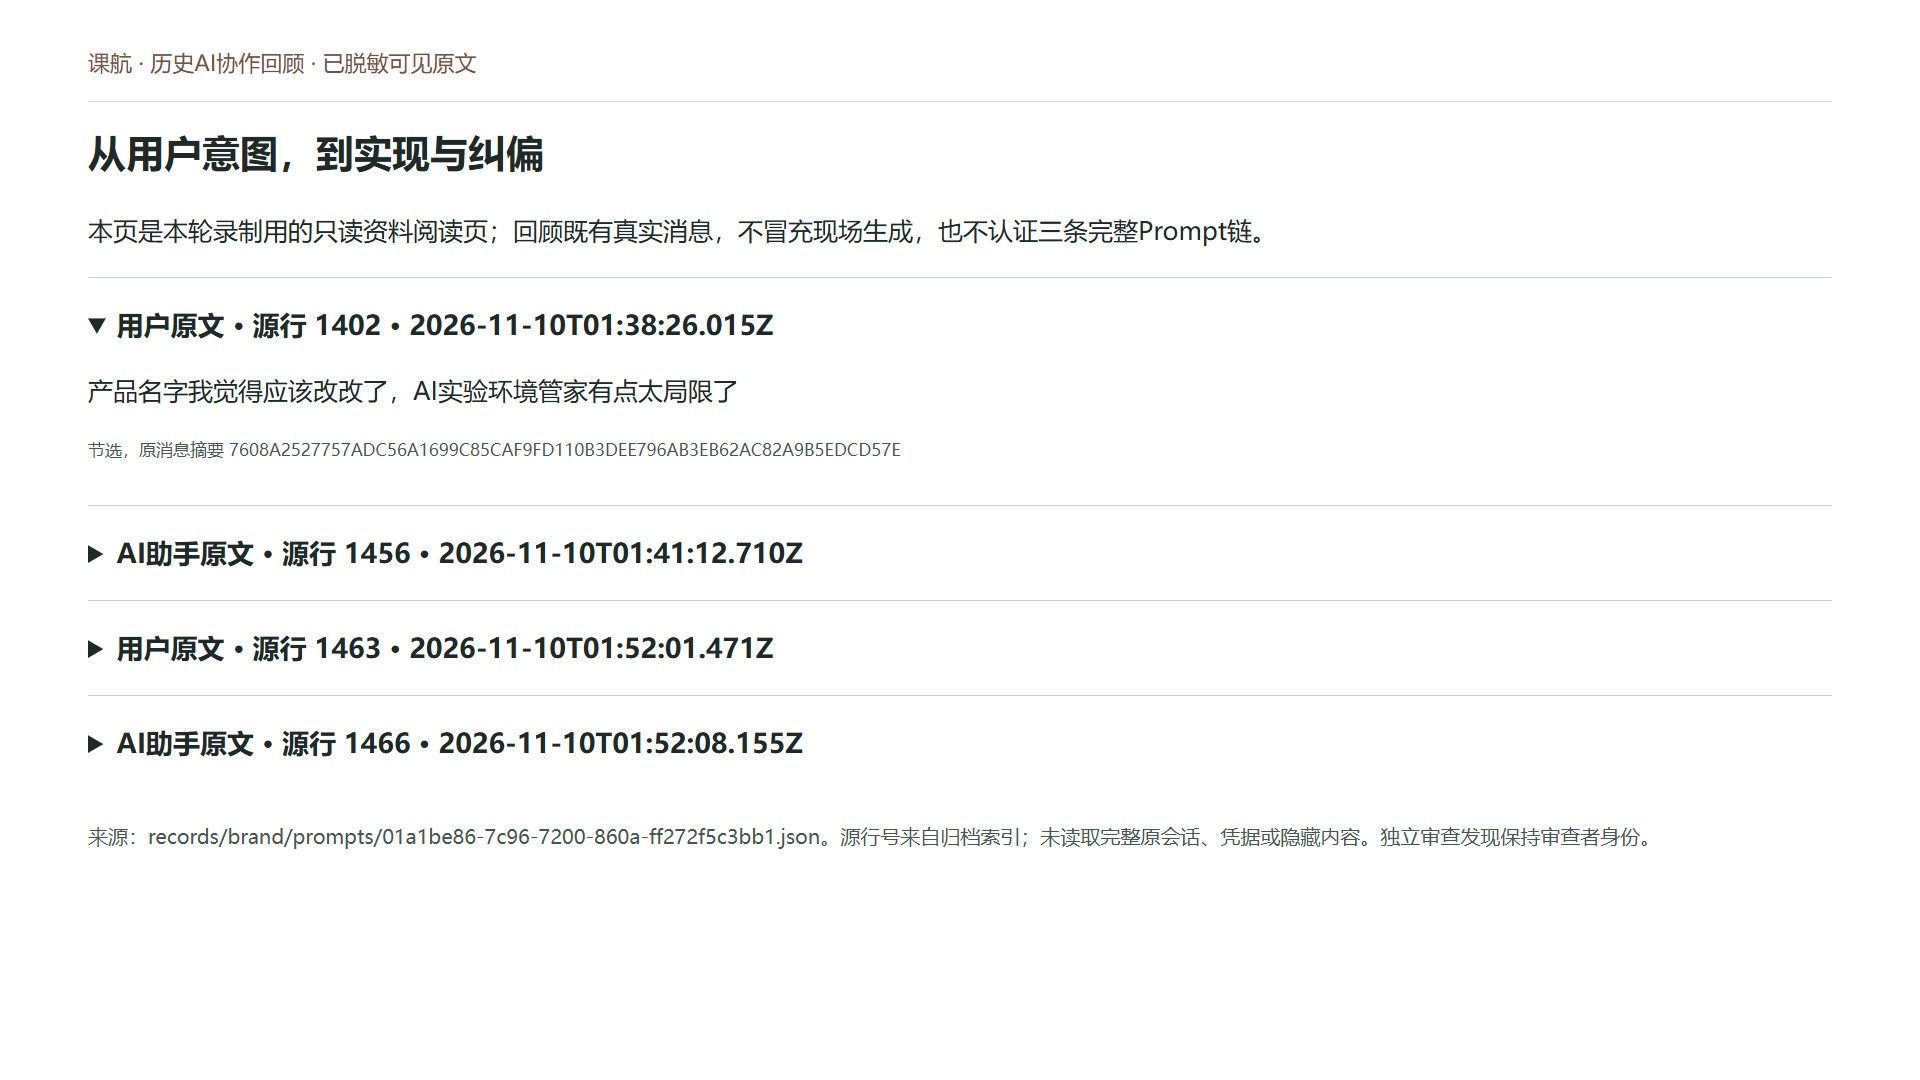 课航 · 历史AI协作回顾 · 已脱敏可见原文
从用户意图，到实现与纠偏
本页是本轮录制用的只读资料阅读页；回顾既有真实消息，不冒充现场生成，也不认证三条完整Prompt链。
▼ 用户原文 • 源行 1402 • 2026-11-10T01:38:26.015Z
产品名字我觉得应该改改了，AI实验环境管家有点太局限了
节选，原消息摘要 7608A2527757ADC56A1699C85CAF9FD110B3DEE796AB3EB62AC82A9B5EDCD57E
▶ AI助手原文 • 源行 1456 • 2026-11-10T01:41:12.710Z
▶ 用户原文 • 源行 1463 • 2026-11-10T01:52:01.471Z
▶ AI助手原文 • 源行 1466 • 2026-11-10T01:52:08.155Z
来源：records/brand/prompts/01a1be86-7c96-7200-860a-ff272f5c3bb1.json。源行号来自归档索引；未读取完整原会话、凭据或隐藏内容。独立审查发现保持审查者身份。